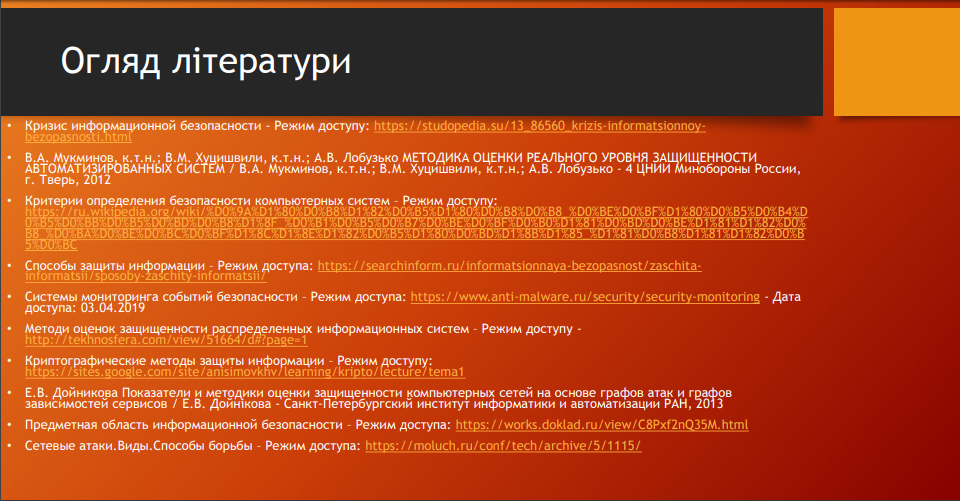 Огляд літератури
• Кризис информационной безопасности - Режим доступу: https://studopedia.su/13_86560_krizis-informatsionnoy-
bezopasnosti.html
• В.А. Мукминов, к.т.н.; В.М. Хуцишвили, к.т.н.; А.В. Лобузько МЕТОДИКА ОЦЕНКИ РЕАЛЬНОГО УРОВНЯ ЗАЩИЩЕННОСТИ
АВТОМАТИЗИРОВАННЫХ СИСТЕМ / В.А. Мукминов, к.т.н.; В.М. Хуцишвили, к.т.н.; А.В. Лобузько - 4 ЦНИИ Минобороны России,
г. Тверь, 2012
• Критерии определения безопасности компьютерных систем – Режим доступу:
https://ru.wikipedia.org/wiki/%D0%9A%D1%80%D0%B8%D1%82%D0%B5%D1%80%D0%B8%D0%B8_%D0%BE%D0%BF%D1%80%D0%B5%D0%B4%D
0%B5%D0%BB%D0%B5%D0%BD%D0%B8%D1%8F_%D0%B1%D0%B5%D0%B7%D0%BE%D0%BF%D0%B0%D1%81%D0%BD%D0%BE%D1%81%D1%82%D0%
B8_%D0%BA%D0%BE%D0%BC%D0%BF%D1%8C%D1%8E%D1%82%D0%B5%D1%80%D0%BD%D1%8B%D1%85_%D1%81%D0%B8%D1%81%D1%82%D0%B
5%D0%BC
• Способы защиты информации – Режим доступа: https://searchinform.ru/informatsionnaya-bezopasnost/zaschita-
informatsii/sposoby-zaschity-informatsii/
• Системы мониторинга событий безопасности – Режим доступа: https://www.anti-malware.ru/security/security-monitoring - Дата
доступа: 03.04.2019
• Методи оценок защищенности распределенных информационных систем – Режим доступу -
http://tekhnosfera.com/view/51664/d#?page=1
• Криптографические методы защиты информации – Режим доступу:
https://sites.google.com/site/anisimovkhv/learning/kripto/lecture/tema1
• Е.В. Дойникова Показатели и методики оценки защищенности компьютерных сетей на основе графов атак и графов
зависимостей сервисов / Е.В. Дойнікова - Санкт-Петербургский институт информатики и автоматизации РАН, 2013
• Предметная область информационной безопасности – Режим доступа: https://works.doklad.ru/view/C8Pxf2nQ35M.html
• Сетевые атаки.Виды.Способы борьбы – Режим доступа: https://moluch.ru/conf/tech/archive/5/1115/